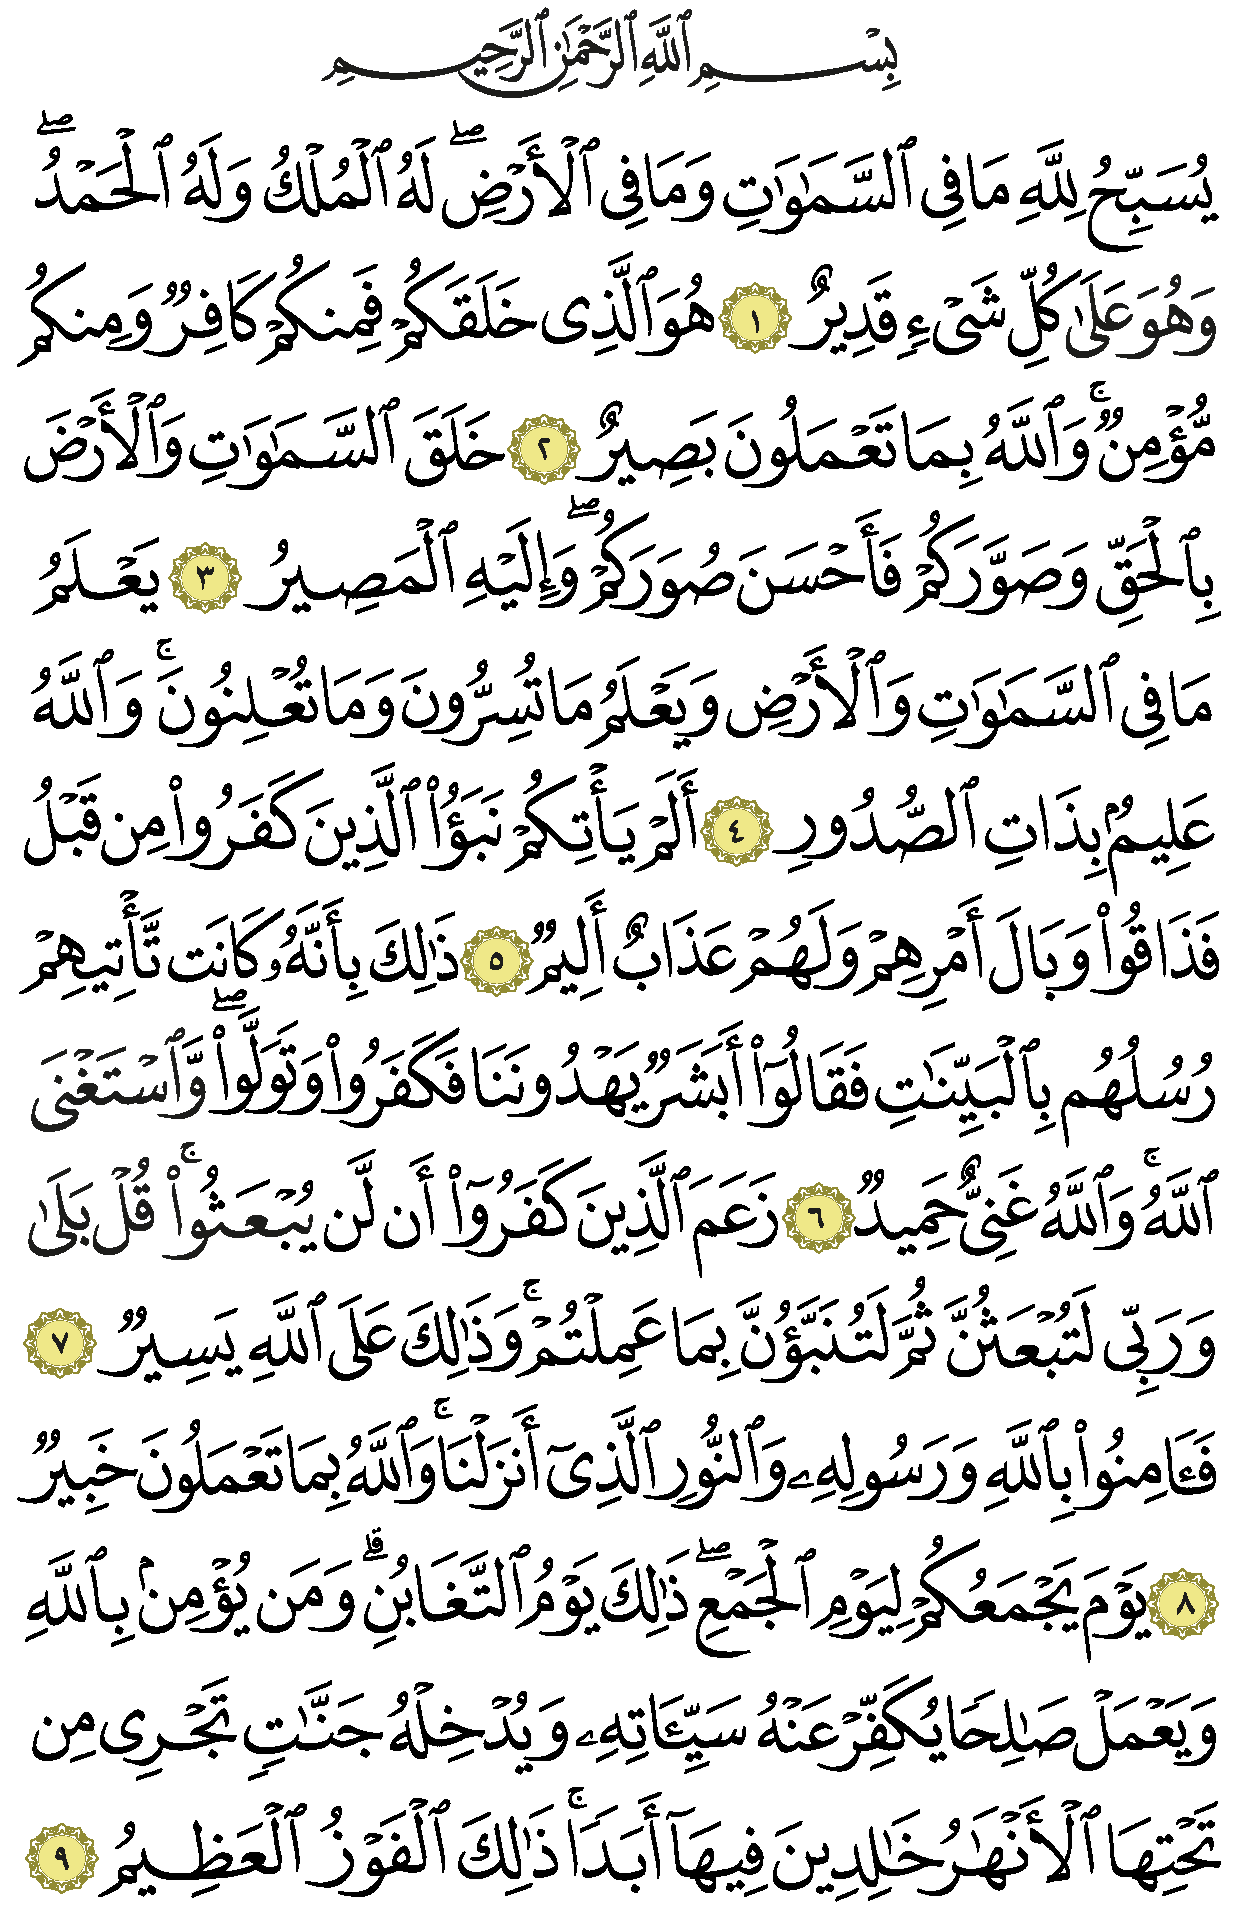 بِسْمِ ٱللَّهِ ٱلرَّحْمَـٰنِ ٱلرَّحِيمِ
يُسَبِّحُ لِلَّهِ مَا فِى ٱلسَّمَـٰوَٰتِ وَمَا فِى ٱلْأَرْضِ ۖ لَهُ ٱلْمُلْكُ وَلَهُ ٱلْحَمْدُ ۖ
وَهُوَ عَلَىٰ كُلِّ شَىْءٍ قَدِيرٌ ١ هُوَ ٱلَّذِى خَلَقَكُمْ فَمِنكُمْ كَافِرٌ وَمِنكُم
مُّؤْمِنٌ ۚ وَٱللَّهُ بِمَا تَعْمَلُونَ بَصِيرٌ ٢ خَلَقَ ٱلسَّمَـٰوَٰتِ وَٱلْأَرْضَ
بِٱلْحَقِّ وَصَوَّرَكُمْ فَأَحْسَنَ صُوَرَكُمْ ۖ وَإِلَيْهِ ٱلْمَصِيرُ ٣ يَعْلَمُ
مَا فِى ٱلسَّمَـٰوَٰتِ وَٱلْأَرْضِ وَيَعْلَمُ مَا تُسِرُّونَ وَمَا تُعْلِنُونَ ۚ وَٱللَّهُ
عَلِيمٌۢ بِذَاتِ ٱلصُّدُورِ ٤ أَلَمْ يَأْتِكُمْ نَبَؤُا۟ ٱلَّذِينَ كَفَرُوا۟ مِن قَبْلُ
فَذَاقُوا۟ وَبَالَ أَمْرِهِمْ وَلَهُمْ عَذَابٌ أَلِيمٌ ٥ ذَٰلِكَ بِأَنَّهُۥ كَانَت تَّأْتِيهِمْ
رُسُلُهُم بِٱلْبَيِّنَـٰتِ فَقَالُوٓا۟ أَبَشَرٌ يَهْدُونَنَا فَكَفَرُوا۟ وَتَوَلَّوا۟ ۖ وَّٱسْتَغْنَى
ٱللَّهُ ۚ وَٱللَّهُ غَنِىٌّ حَمِيدٌ ٦ زَعَمَ ٱلَّذِينَ كَفَرُوٓا۟ أَن لَّن يُبْعَثُوا۟ ۚ قُلْ بَلَىٰ
وَرَبِّى لَتُبْعَثُنَّ ثُمَّ لَتُنَبَّؤُنَّ بِمَا عَمِلْتُمْ ۚ وَذَٰلِكَ عَلَى ٱللَّهِ يَسِيرٌ ٧
فَـَٔامِنُوا۟ بِٱللَّهِ وَرَسُولِهِۦ وَٱلنُّورِ ٱلَّذِىٓ أَنزَلْنَا ۚ وَٱللَّهُ بِمَا تَعْمَلُونَ خَبِيرٌ
٨ يَوْمَ يَجْمَعُكُمْ لِيَوْمِ ٱلْجَمْعِ ۖ ذَٰلِكَ يَوْمُ ٱلتَّغَابُنِ ۗ وَمَن يُؤْمِنۢ بِٱللَّهِ
وَيَعْمَلْ صَـٰلِحًا يُكَفِّرْ عَنْهُ سَيِّـَٔاتِهِۦ وَيُدْخِلْهُ جَنَّـٰتٍ تَجْرِى مِن
تَحْتِهَا ٱلْأَنْهَـٰرُ خَـٰلِدِينَ فِيهَآ أَبَدًا ۚ ذَٰلِكَ ٱلْفَوْزُ ٱلْعَظِيمُ ٩